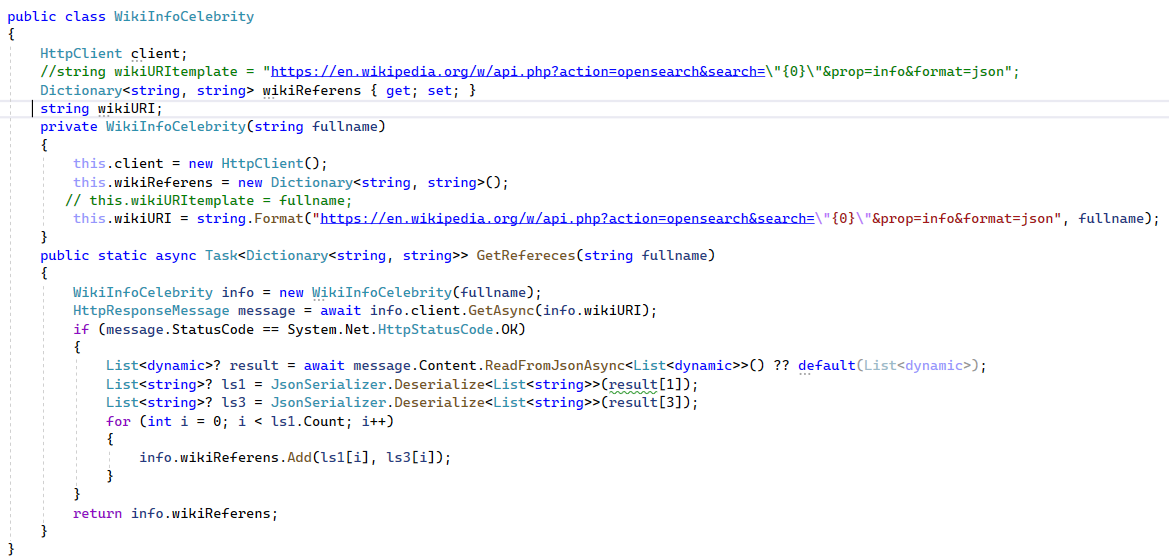 public class WikiInfoCelebrity
{
HttpClient client;
//string wikiURItemplate = "https://en.wikipedia.org/w/api.php?action=opensearch&search=\"{0}\"&prop=info&format=json";
Dictionary<string, string> wikiReferens { get; set; }
string wikiURI;
private WikiInfoCelebrity(string fullname)
{
this.client = new HttpClient();
this.wikiReferens = new Dictionary<string, string>();
// this.wikiURItemplate = fullname;
this.wikiURI = string.Format("https://en.wikipedia.org/w/api.php?action=opensearch&search=\"{0}\"&prop=info&format=json", fullname);
}
public static async Task<Dictionary<string, string>> GetRefereces(string fullname)
{
WikiInfoCelebrity info = new WikiInfoCelebrity(fullname);
HttpResponseMessage message = await info.client.GetAsync(info.wikiURI);
if (message.StatusCode == System.Net.HttpStatusCode.OK)
{
List<dynamic>? result = await message.Content.ReadFromJsonAsync<List<dynamic>>() ?? default(List<dynamic>);
List<string>? ls1 = JsonSerializer.Deserialize<List<string>>(result[1]);
List<string>? ls3 = JsonSerializer.Deserialize<List<string>>(result[3]);
for (int i = 0; i < ls1.Count; i++)
{
info.wikiReferens.Add(ls1[i], ls3[i]);
}
}
return info.wikiReferens;
}
}